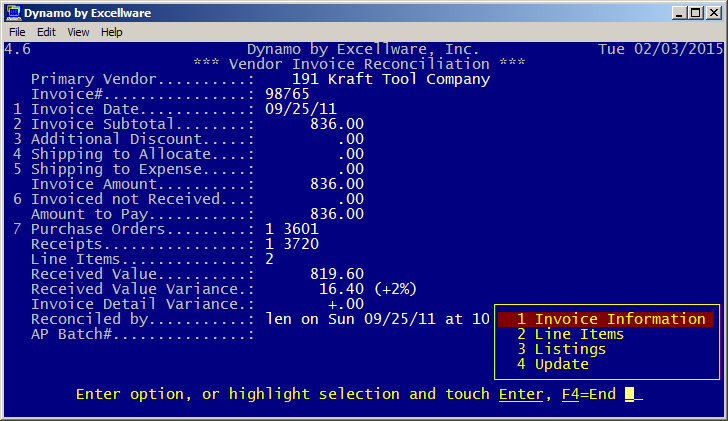 Dynamo by Excellware
File Edit View Help
4.6 Dynamo by Excellware, Inc. Tue 02/03/2015
*** Vendor Invoice Reconciliation ***
Primary Vendor..........: 191 Kraft Tool Company
Invoice#................: 98765
1 Invoice Date............: 09/25/11
2 Invoice Subtotal........: 836.00
3 Additional Discount.....: .00
4 Shipping to Allocate....: .00
5 Shipping to Expense.....: .00
Invoice Amount..........: 836.00
6 Invoiced not Received...: .00
Amount to Pay...........: 836.00
7 Purchase Orders.........: 1 3601
Receipts................: 1 3720
Line Items..............: 2
Received Value..........: 819.60
Received Value Variance.: 16.40 (+2%)
Invoice Detail Variance.: +.00
Reconciled by...........: len on Sun 09/25/11 at 10
AP Batch#...............:
1 Invoice Information
2 Line Items
3 Listings
4 Update
Enter option, or highlight selection and touch Enter, F4=End